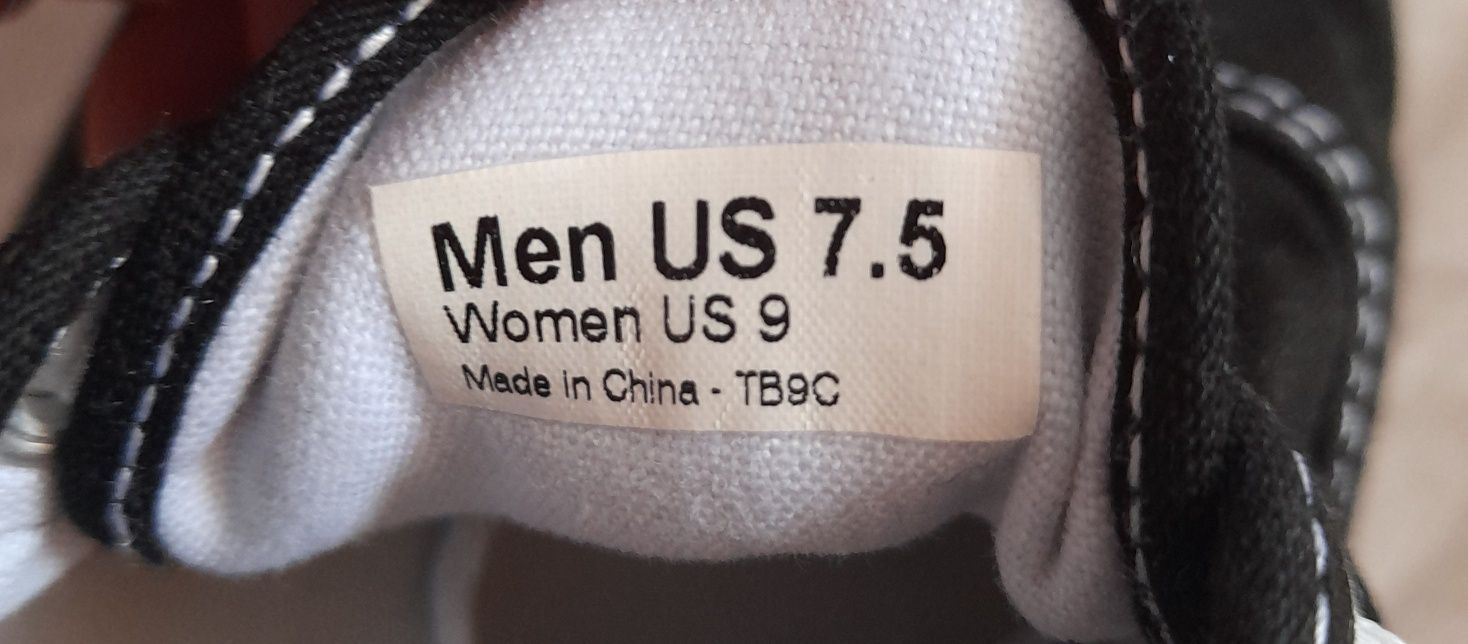 Men US 7.5
Women US 9
Made in China - TB9C